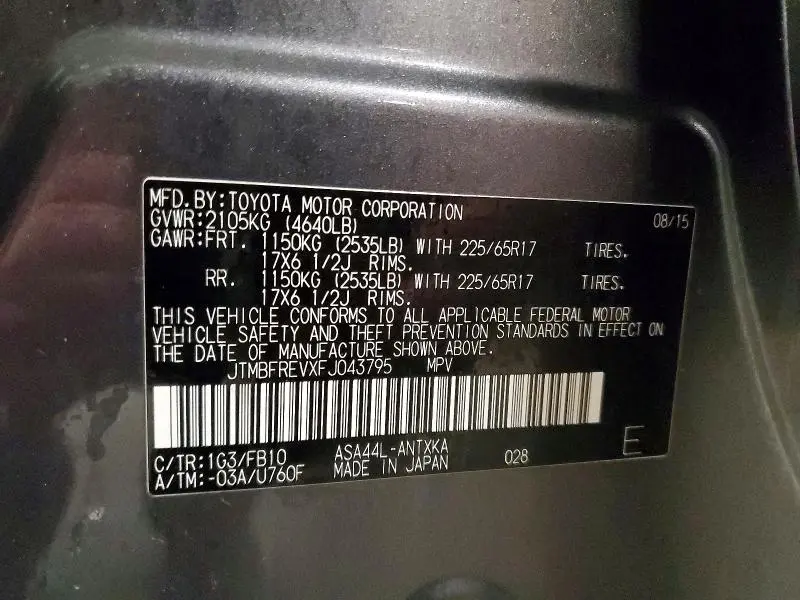 MFD.BY:TOYOTA MOTOR CORPORATION 08/15
GVWR:2105KG (4640LB)
GAWR:FRT. 1150KG (2535LB) WITH 225/65R17 TIRES.
17X6 1/2J RIMS.
RR. 1150KG (2535LB) WITH 225/65R17 TIRES.
17X6 1/2J RIMS.
THIS VEHICLE CONFORMS TO ALL APPLICABLE FEDERAL MOTOR
VEHICLE SAFETY AND THEFT PREVENTION STANDARDS IN EFFECT ON
THE DATE OF MANUFACTURE SHOWN ABOVE.
JTMBFREVXFJ043795 MPV
C/TR:1G3/FB10 ASA44L-ANTXKA 028 E
A/TM:-03A/U760F MADE IN JAPAN